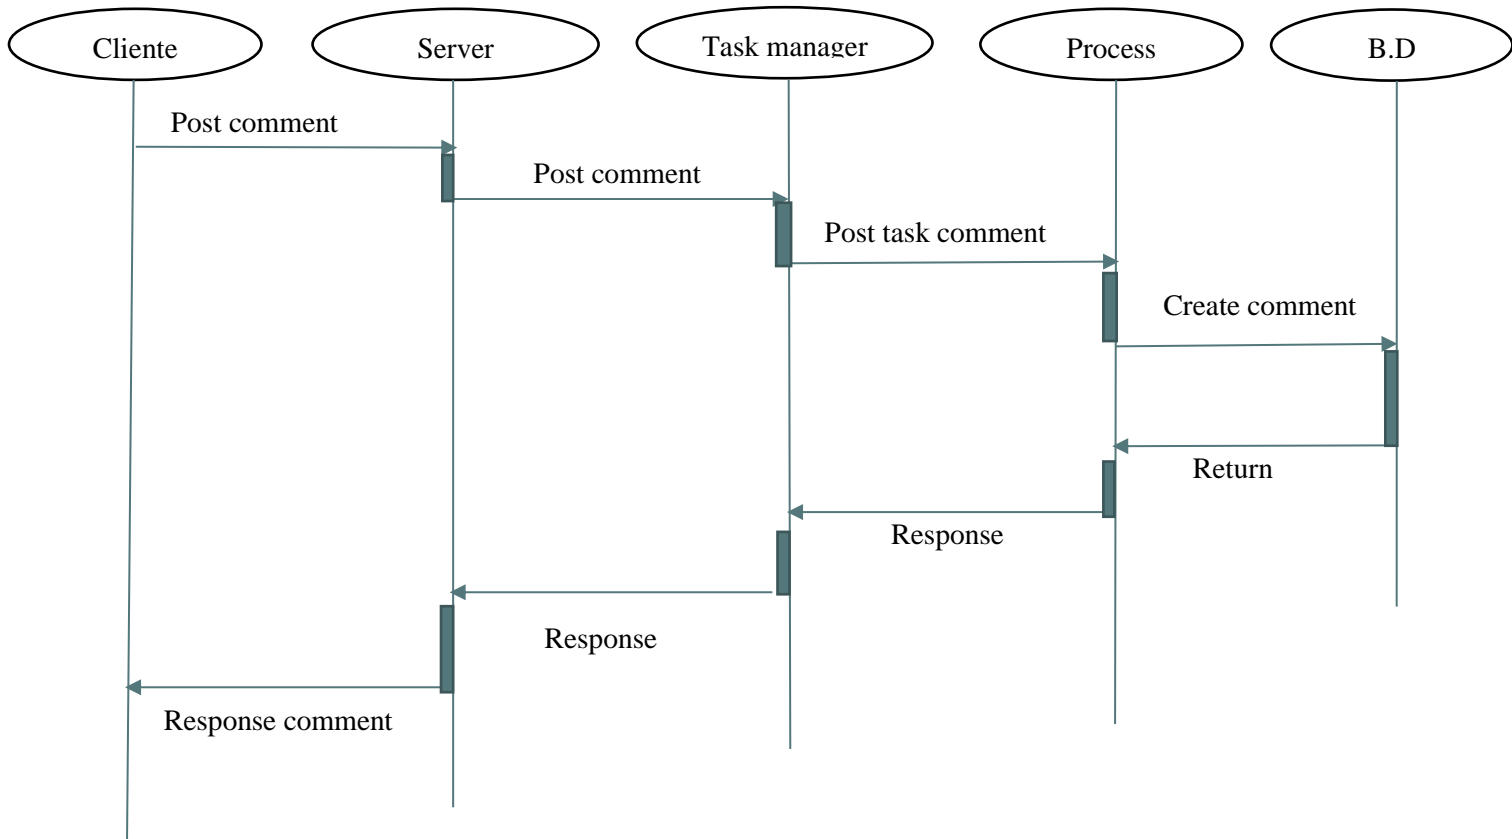 Cliente
Server
Task manager
Process
B.D
Post comment
Post comment
Post task comment
Create comment
Return
Response
Response
Response comment